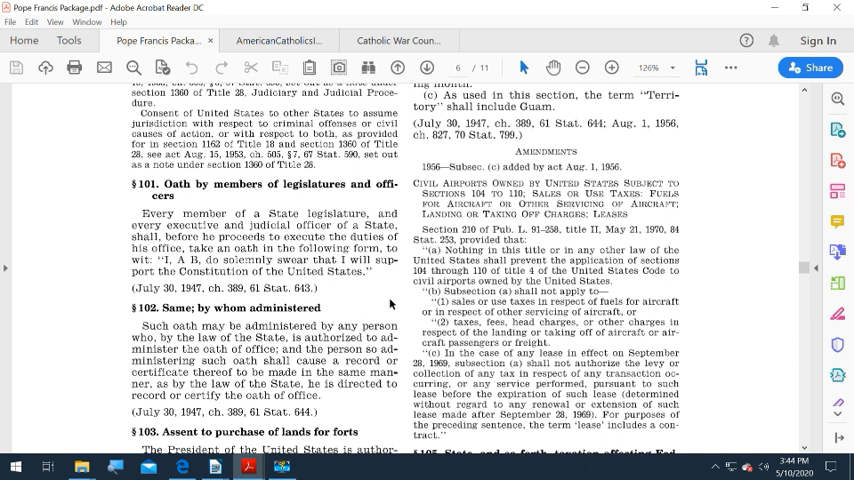 Pope Francis Package.pdf - Adobe Acrobat Reader DC
File Edit View Window Help
Home Tools Pope Francis Packa... × AmericanCatholicsI... Catholic War Coun... Sign In
6 / 11 126% Share
section 1360 of Title 28, Judiciary and Judicial Proce-
dure.
Consent of United States to other States to assume
jurisdiction with respect to criminal offenses or civil
causes of action, or with respect to both, as provided
for in section 1162 of Title 18 and section 1360 of Title
28, see act Aug. 15, 1953, ch. 505, §7, 67 Stat. 590, set out
as a note under section 1360 of Title 28.
§ 101. Oath by members of legislatures and offi-
cers
Every member of a State legislature, and
every executive and judicial officer of a State,
shall, before he proceeds to execute the duties of
his office, take an oath in the following form, to
wit: “I, A B, do solemnly swear that I will sup-
port the Constitution of the United States.”
(July 30, 1947, ch. 389, 61 Stat. 643.)
§ 102. Same; by whom administered
Such oath may be administered by any person
who, by the law of the State, is authorized to ad-
minister the oath of office; and the person so ad-
ministering such oath shall cause a record or
certificate thereof to be made in the same man-
ner, as by the law of the State, he is directed to
record or certify the oath of office.
(July 30, 1947, ch. 389, 61 Stat. 644.)
§ 103. Assent to purchase of lands for forts
The President of the United States is author-
ing month.
(c) As used in this section, the term “Terri-
tory” shall include Guam.
(July 30, 1947, ch. 389, 61 Stat. 644; Aug. 1, 1956,
ch. 827, 70 Stat. 799.)
AMENDMENTS
1956—Subsec. (c) added by act Aug. 1, 1956.
CIVIL AIRPORTS OWNED BY UNITED STATES SUBJECT TO
SECTIONS 104 TO 110; SALES OR USE TAXES: FUELS
FOR AIRCRAFT OR OTHER SERVICING OF AIRCRAFT;
LANDING OR TAKING OFF CHARGES; LEASES
Section 210 of Pub. L. 91–258, title II, May 21, 1970, 84
Stat. 253, provided that:
“(a) Nothing in this title or in any other law of the
United States shall prevent the application of sections
104 through 110 of title 4 of the United States Code to
civil airports owned by the United States.
“(b) Subsection (a) shall not apply to—
“(1) sales or use taxes in respect of fuels for aircraft
or in respect of other servicing of aircraft, or
“(2) taxes, fees, head charges, or other charges in
respect of the landing or taking off of aircraft or air-
craft passengers or freight.
“(c) In the case of any lease in effect on September
28, 1969, subsection (a) shall not authorize the levy or
collection of any tax in respect of any transaction oc-
curring, or any service performed, pursuant to such
lease before the expiration of such lease (determined
without regard to any renewal or extension of such
lease made after September 28, 1969). For purposes of
the preceding sentence, the term ‘lease’ includes a con-
tract.”
3:44 PM
5/10/2020